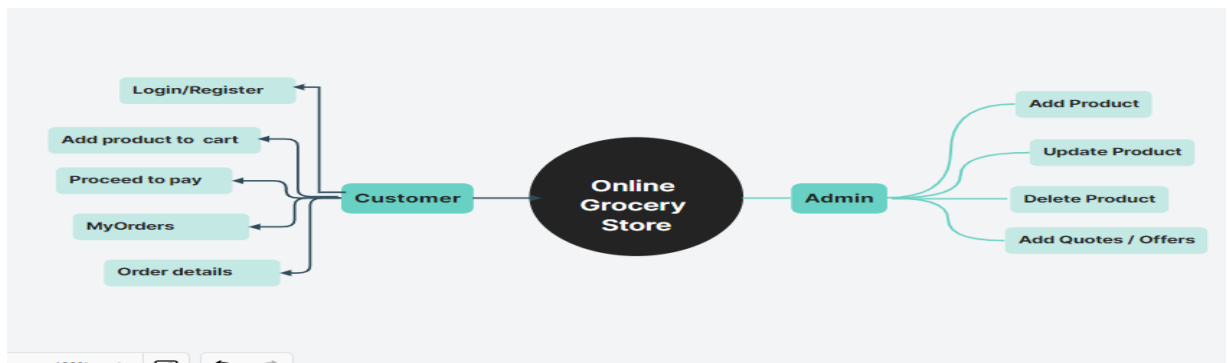 Login/Register
Add product to cart
Proceed to pay
MyOrders
Order details
Customer
Online
Grocery
Store
Admin
Add Product
Update Product
Delete Product
Add Quotes / Offers